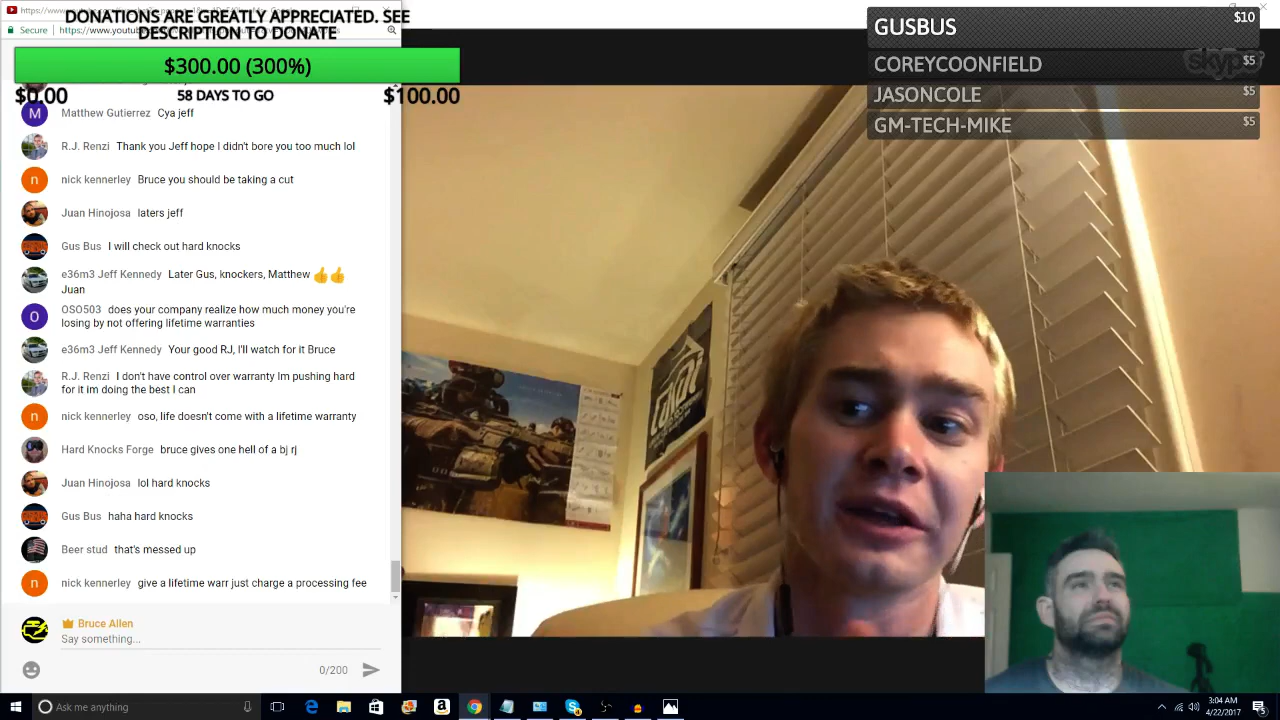 DONATIONS ARE GREATLY APPRECIATED. SEE
DESCRIPTION TO DONATE
Secure https://www.youtube.com
$300.00 (300%)
$0.00 58 DAYS TO GO $100.00
M Matthew Gutierrez Cya jeff
R.J. Renzi Thank you Jeff hope I didn't bore you too much lol
n nick kennerley Bruce you should be taking a cut
Juan Hinojosa laters jeff
Gus Bus I will check out hard knocks
e36m3 Jeff Kennedy Later Gus, knockers, Matthew 👍👍
Juan
O OSO503 does your company realize how much money you're
losing by not offering lifetime warranties
e36m3 Jeff Kennedy Your good RJ, I'll watch for it Bruce
R.J. Renzi I don't have control over warranty Im pushing hard
for it im doing the best I can
n nick kennerley oso, life doesn't come with a lifetime warranty
Hard Knocks Forge bruce gives one hell of a bj rj
Juan Hinojosa lol hard knocks
Gus Bus haha hard knocks
Beer stud that's messed up
n nick kennerley give a lifetime warr just charge a processing fee
Bruce Allen
Say something...
0/200
GUSBUS $10
COREYCOONFIELD $5
JASONCOLE $5
GM-TECH-MIKE $5
skype
Ask me anything
3:04 AM
4/22/2017